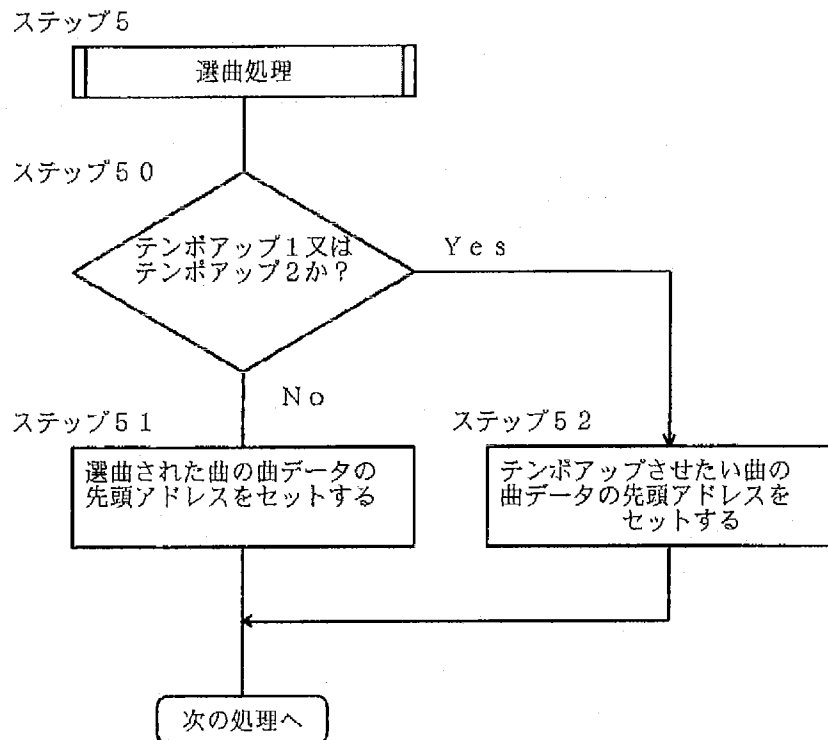 ステップ5
選曲処理
ステップ50
テンポアップ1又は
テンポアップ2か？
Yes
No
ステップ51
選曲された曲の曲データの
先頭アドレスをセットする
ステップ52
テンポアップさせたい曲の
曲データの先頭アドレスを
セットする
次の処理へ